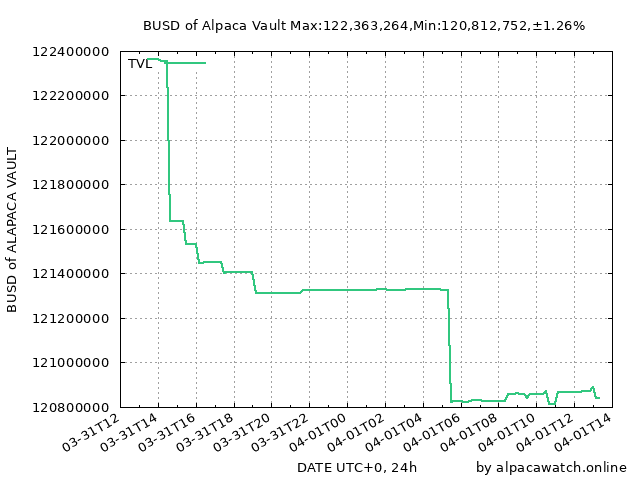 BUSD of Alpaca Vault Max:122,363,264,Min:120,812,752,±1.26%
122400000
TVL
122200000
122000000
121800000
121600000
121400000
121200000
121000000
120800000
BUSD of ALAPACA VAULT
03-31T12
03-31T14
03-31T16
03-31T18
03-31T20
03-31T22
04-01T00
04-01T02
04-01T04
04-01T06
04-01T08
04-01T10
04-01T12
04-01T14
DATE UTC+0, 24h
by alpacawatch.online